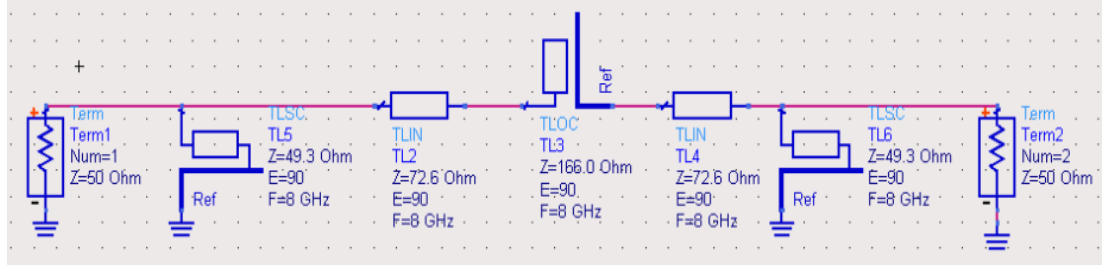 +
Term
Term1
Num=1
Z=50 Ohm
-
Ref
TLSC
TL5
Z=49.3 Ohm
E=90
F=8 GHz
TLIN
TL2
Z=72.6 Ohm
E=90
F=8 GHz
Ref
TLOC
TL3
Z=166.0 Ohm
E=90
F=8 GHz
TLIN
TL4
Z=72.6 Ohm
E=90
F=8 GHz
Ref
TLSC
TL6
Z=49.3 Ohm
E=90
F=8 GHz
+
Term
Term2
Num=2
Z=50 Ohm
-